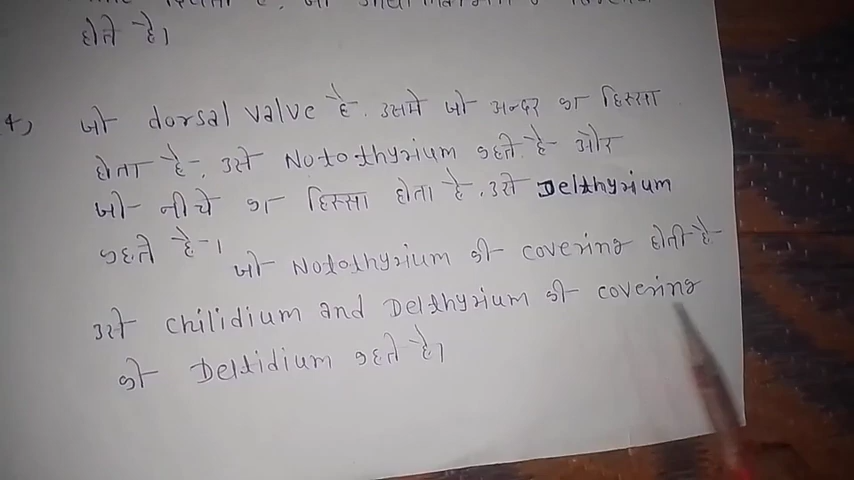 होते है।
4) जो dorsal valve है. उसमे जो अन्दर का हिस्सा
होता है. उसे Notothyrium कहते है और
जो नीचे का हिस्सा होता है. उसे Delthyrium
कहते है।
जो Notothyrium की covering होती है
उसे chilidium and Delthyrium की covering
को Deltidium कहते है।